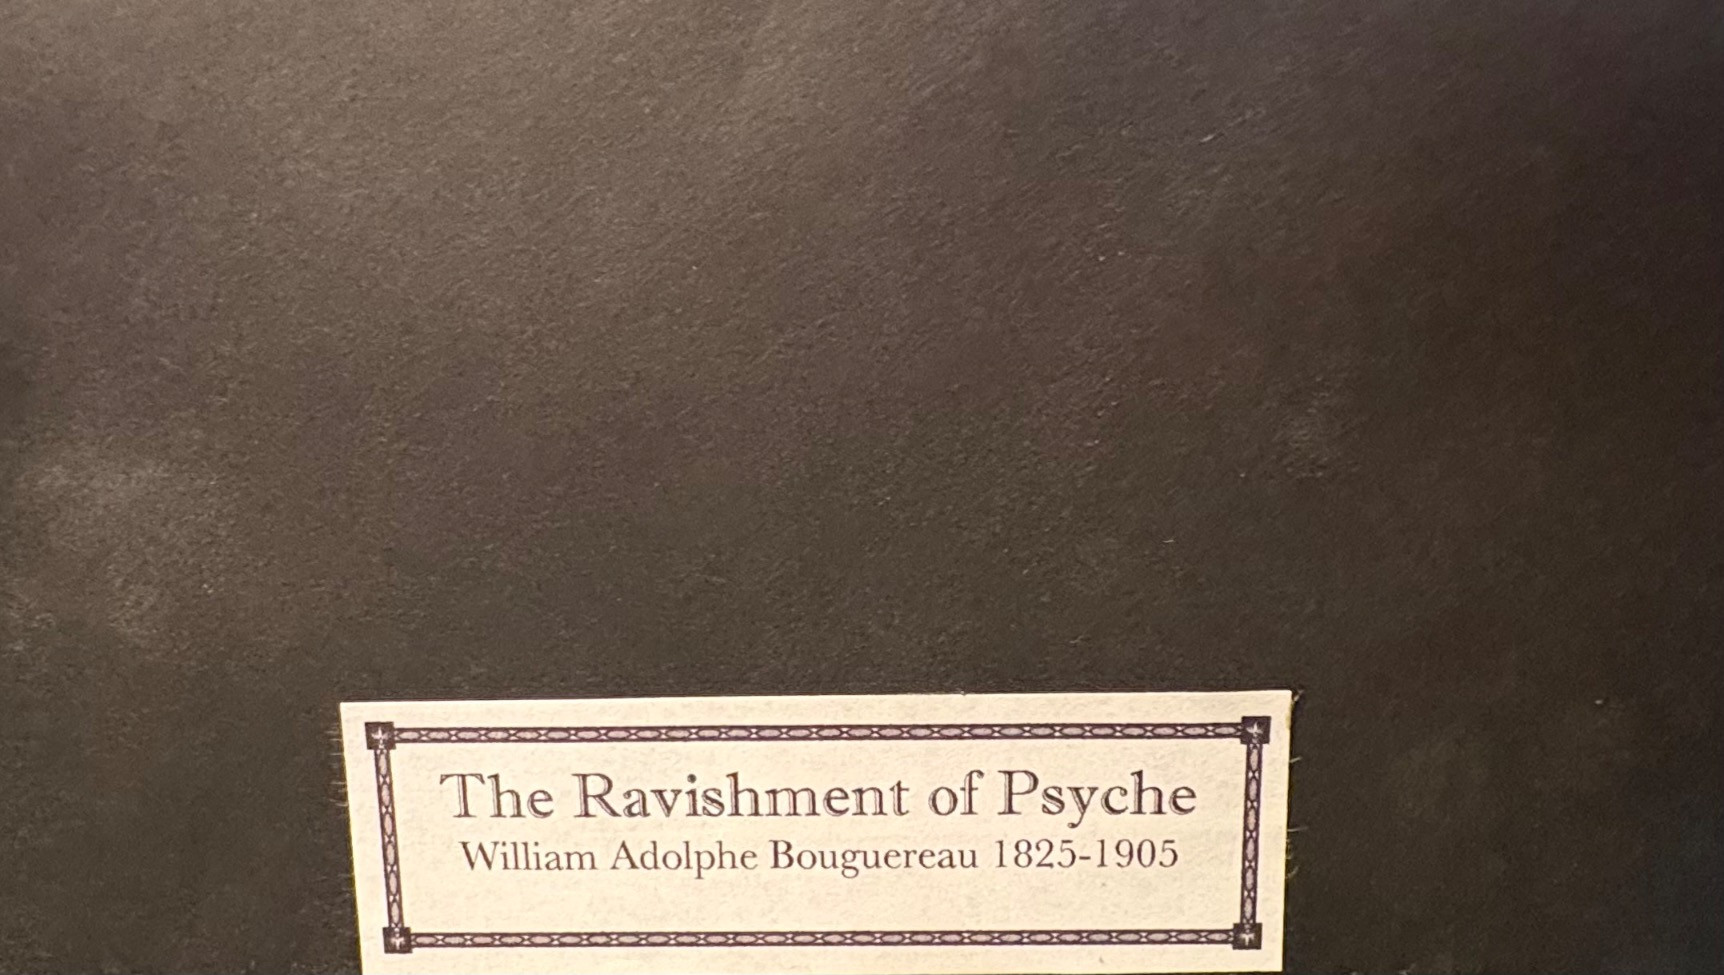 The Ravishment of Psyche
William Adolphe Bouguereau 1825-1905